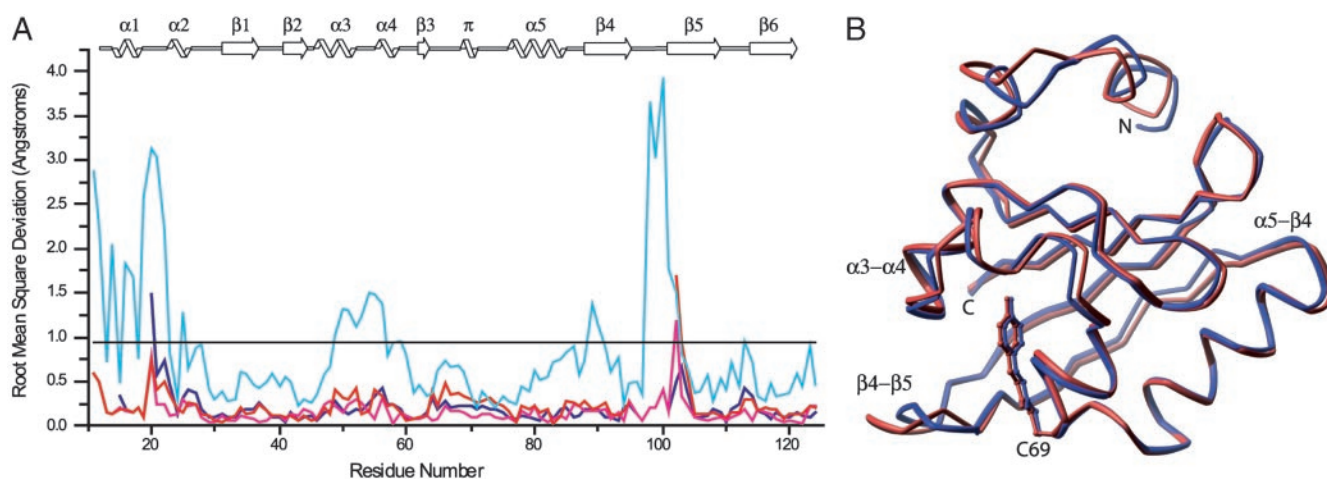 A
α1 α2 β1 β2 α3 α4 β3 π α5 β4 β5 β6
Root Mean Square Deviation (Angstroms)
4.0
3.5
3.0
2.5
2.0
1.5
1.0
0.5
0.0
20 40 60 80 100 120
Residue Number
B
N
α5–β4
α3–α4
C
β4–β5
C69